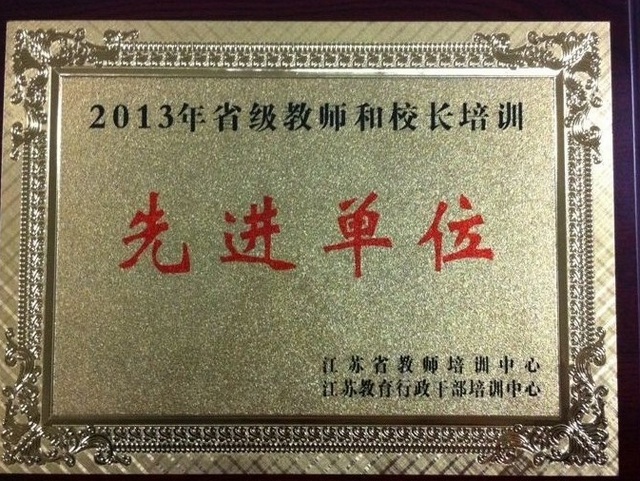 2013年省级教师和校长培训
先进单位
江苏省教师培训中心
江苏教育行政干部培训中心